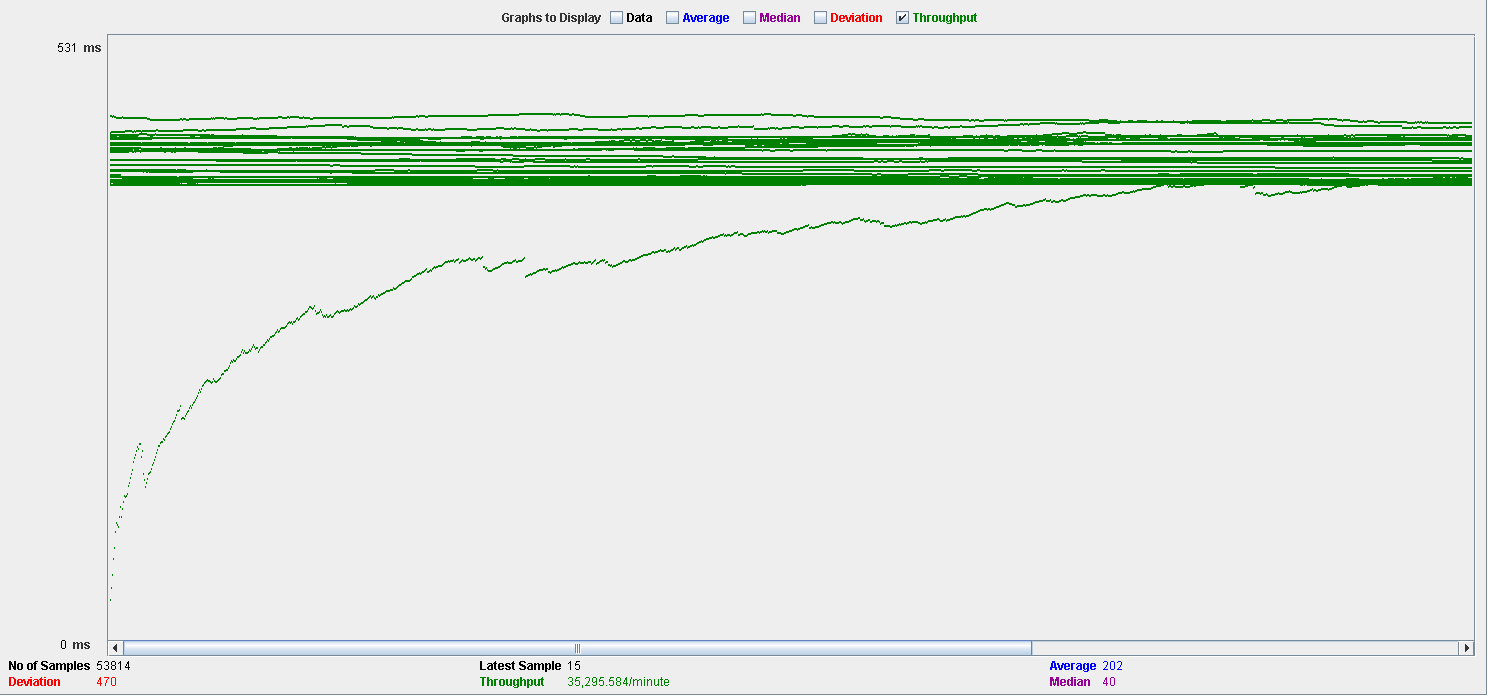 Graphs to Display Data Average Median Deviation Throughput
531 ms
0 ms
No of Samples 53814 Latest Sample 15 Average 202
Deviation 470 Throughput 35,295.584/minute Median 40